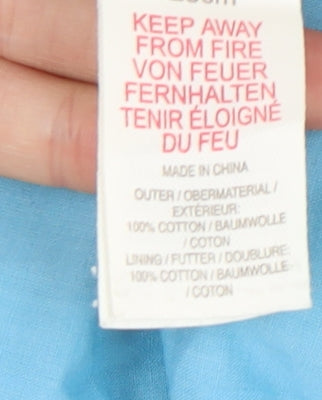 KEEP AWAY
FROM FIRE
VON FEUER
FERNHALTEN
TENIR ÉLOIGNÉ
DU FEU
MADE IN CHINA
OUTER / OBERMATERIAL /
EXTÉRIEUR:
100% COTTON / BAUMWOLLE
/ COTON
LINING / FUTTER / DOUBLURE:
100% COTTON / BAUMWOLLE
/ COTON